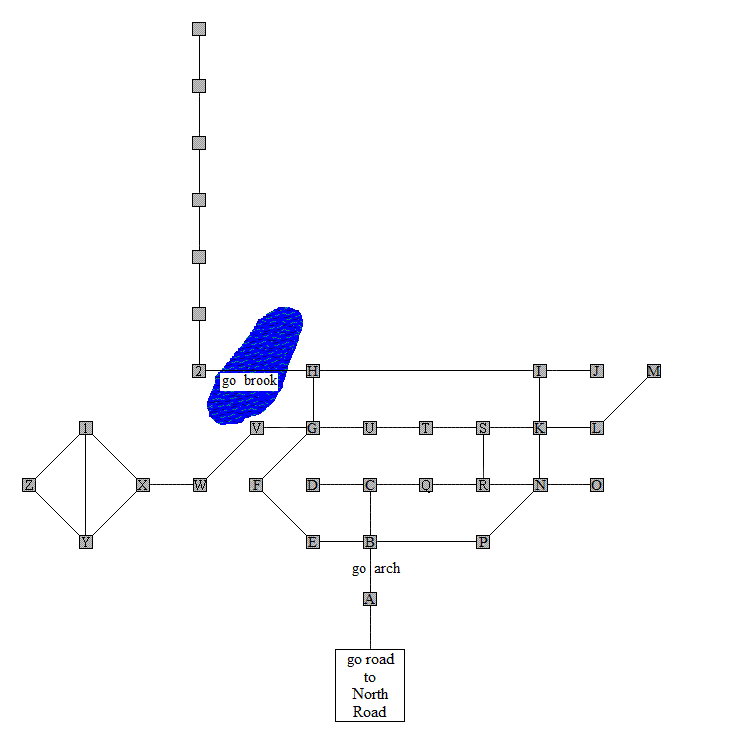 2 H I J M
go brook
1 V G U T S K L
Z X W F D C Q R N O
Y E B P
go arch
A
go road
to
North
Road